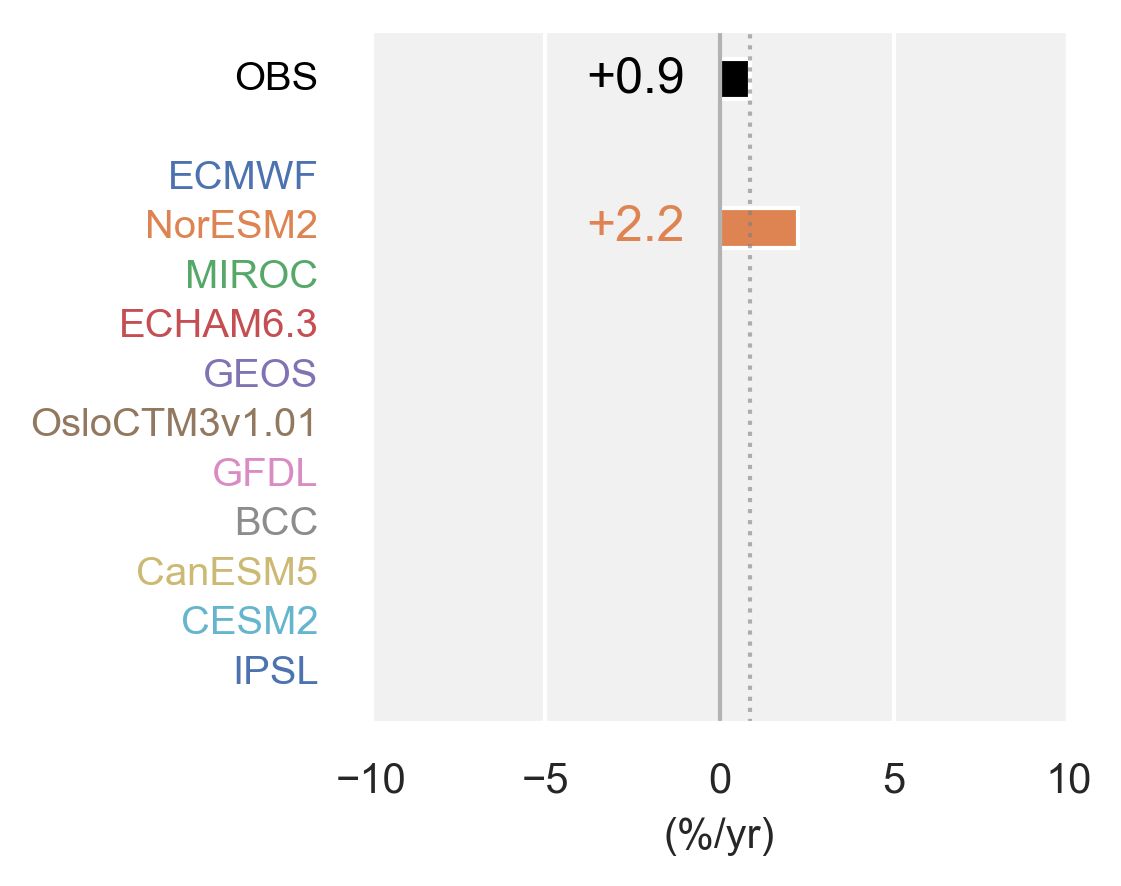 OBS +0.9
ECMWF
NorESM2 +2.2
MIROC
ECHAM6.3
GEOS
OsloCTM3v1.01
GFDL
BCC
CanESM5
CESM2
IPSL
−10 −5 0 5 10
(%/yr)